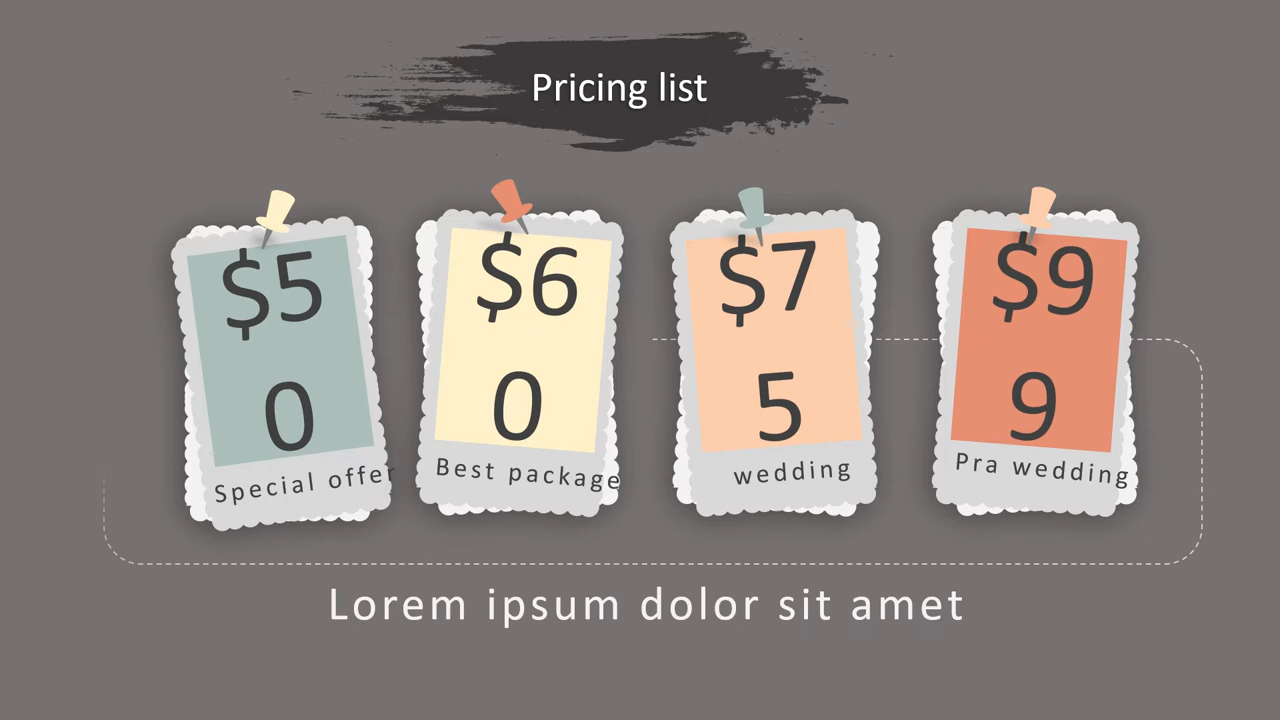 Pricing list
$5
0
Special offer
$6
0
Best package
$7
5
wedding
$9
9
Pra wedding
Lorem ipsum dolor sit amet